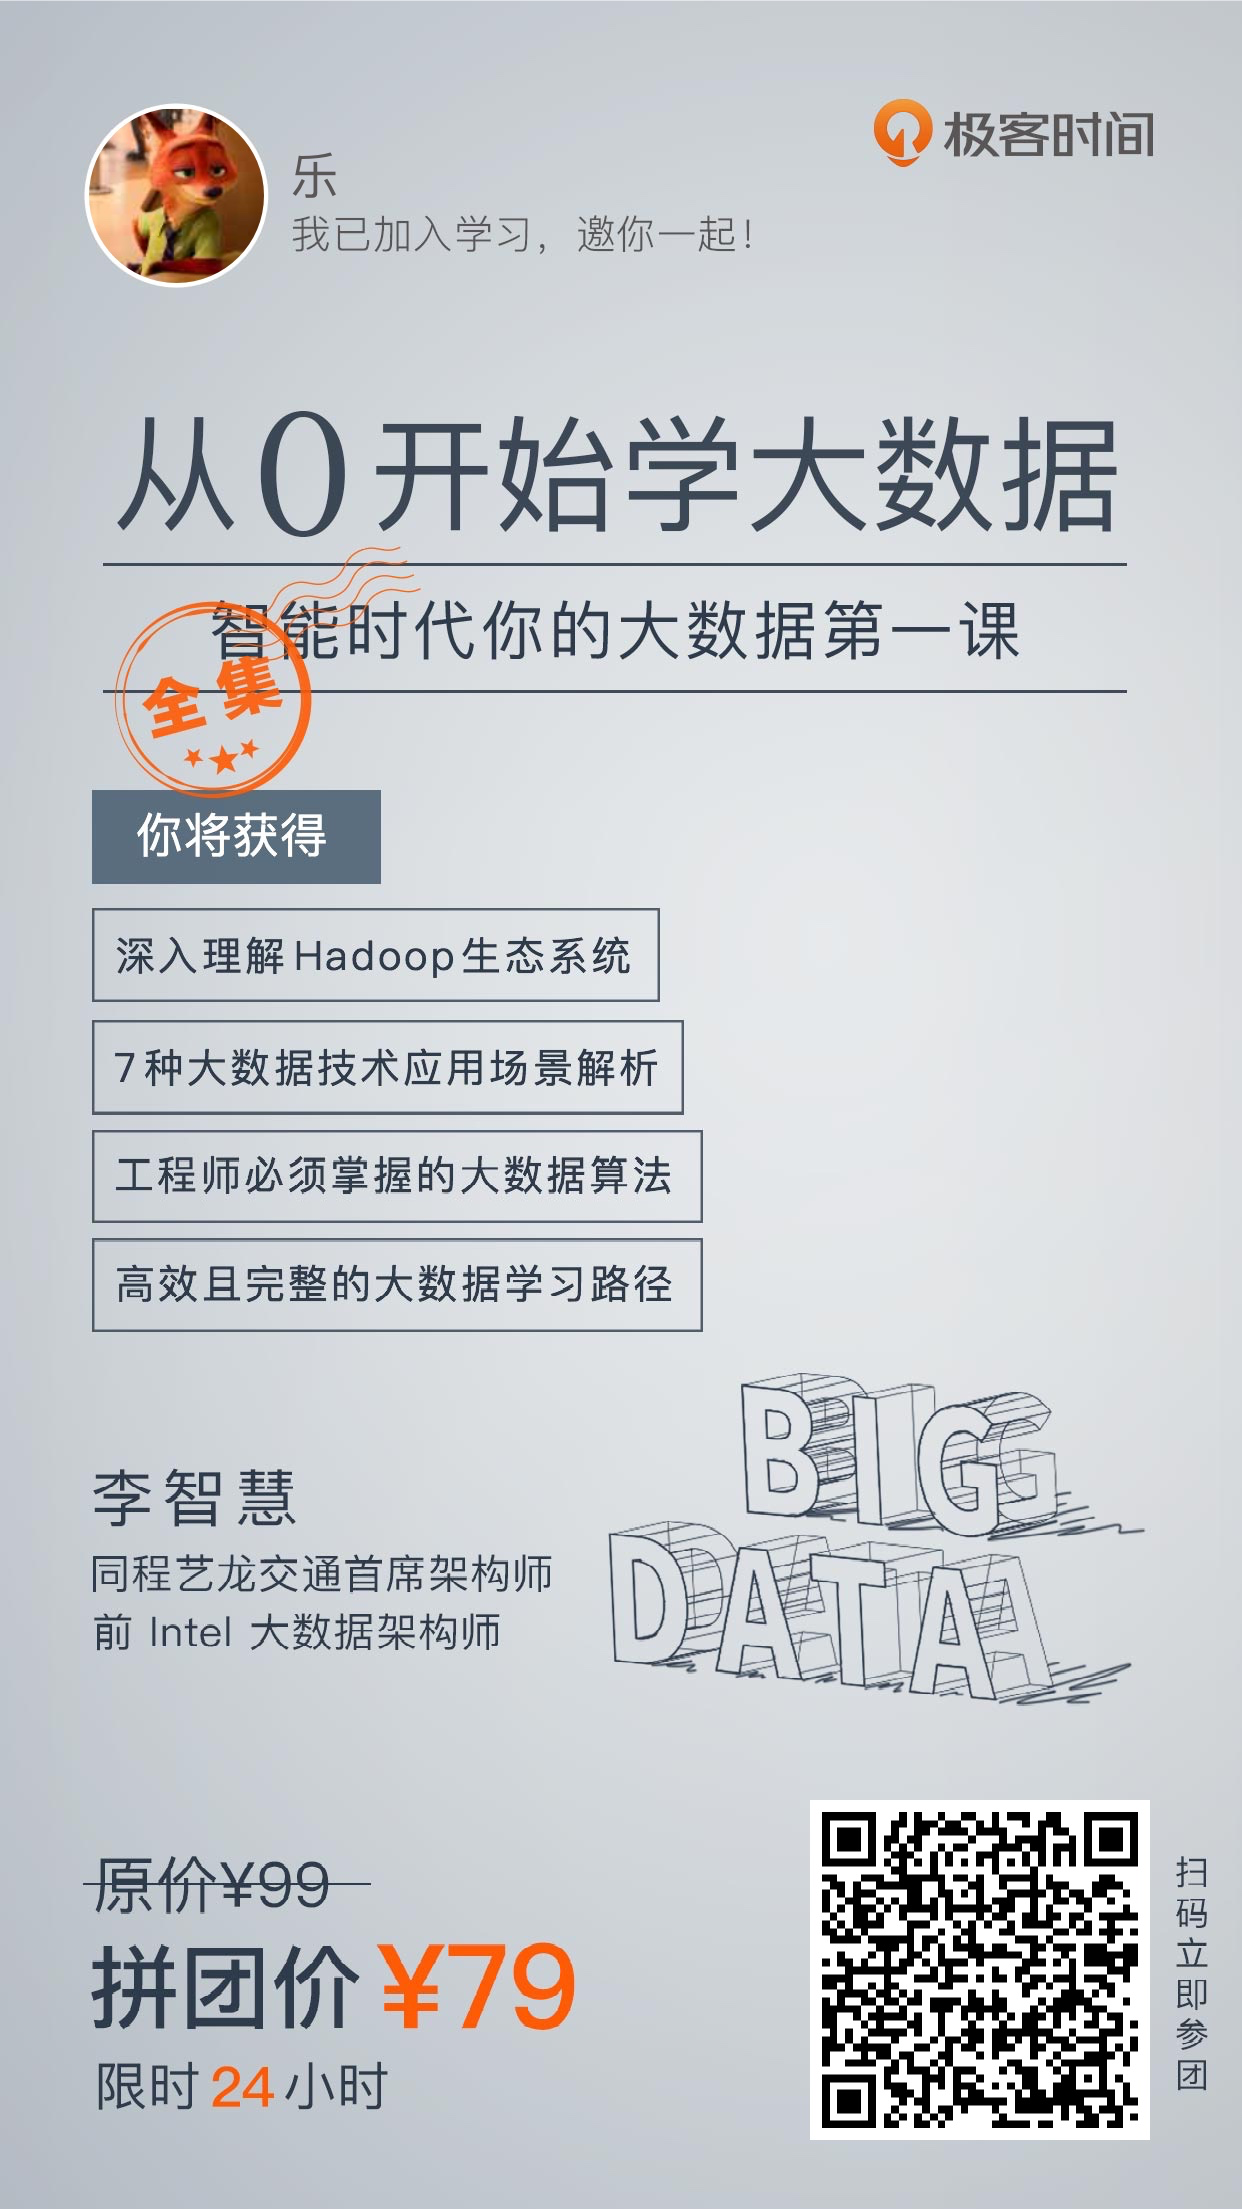 极客时间
乐
我已加入学习，邀你一起！
从0开始学大数据
智能时代你的大数据第一课
全集
你将获得
深入理解Hadoop生态系统
7种大数据技术应用场景解析
工程师必须掌握的大数据算法
高效且完整的大数据学习路径
BIG
DATA
李智慧
同程艺龙交通首席架构师
前 Intel 大数据架构师
原价¥99
拼团价 ¥79
限时24小时
扫码立即参团